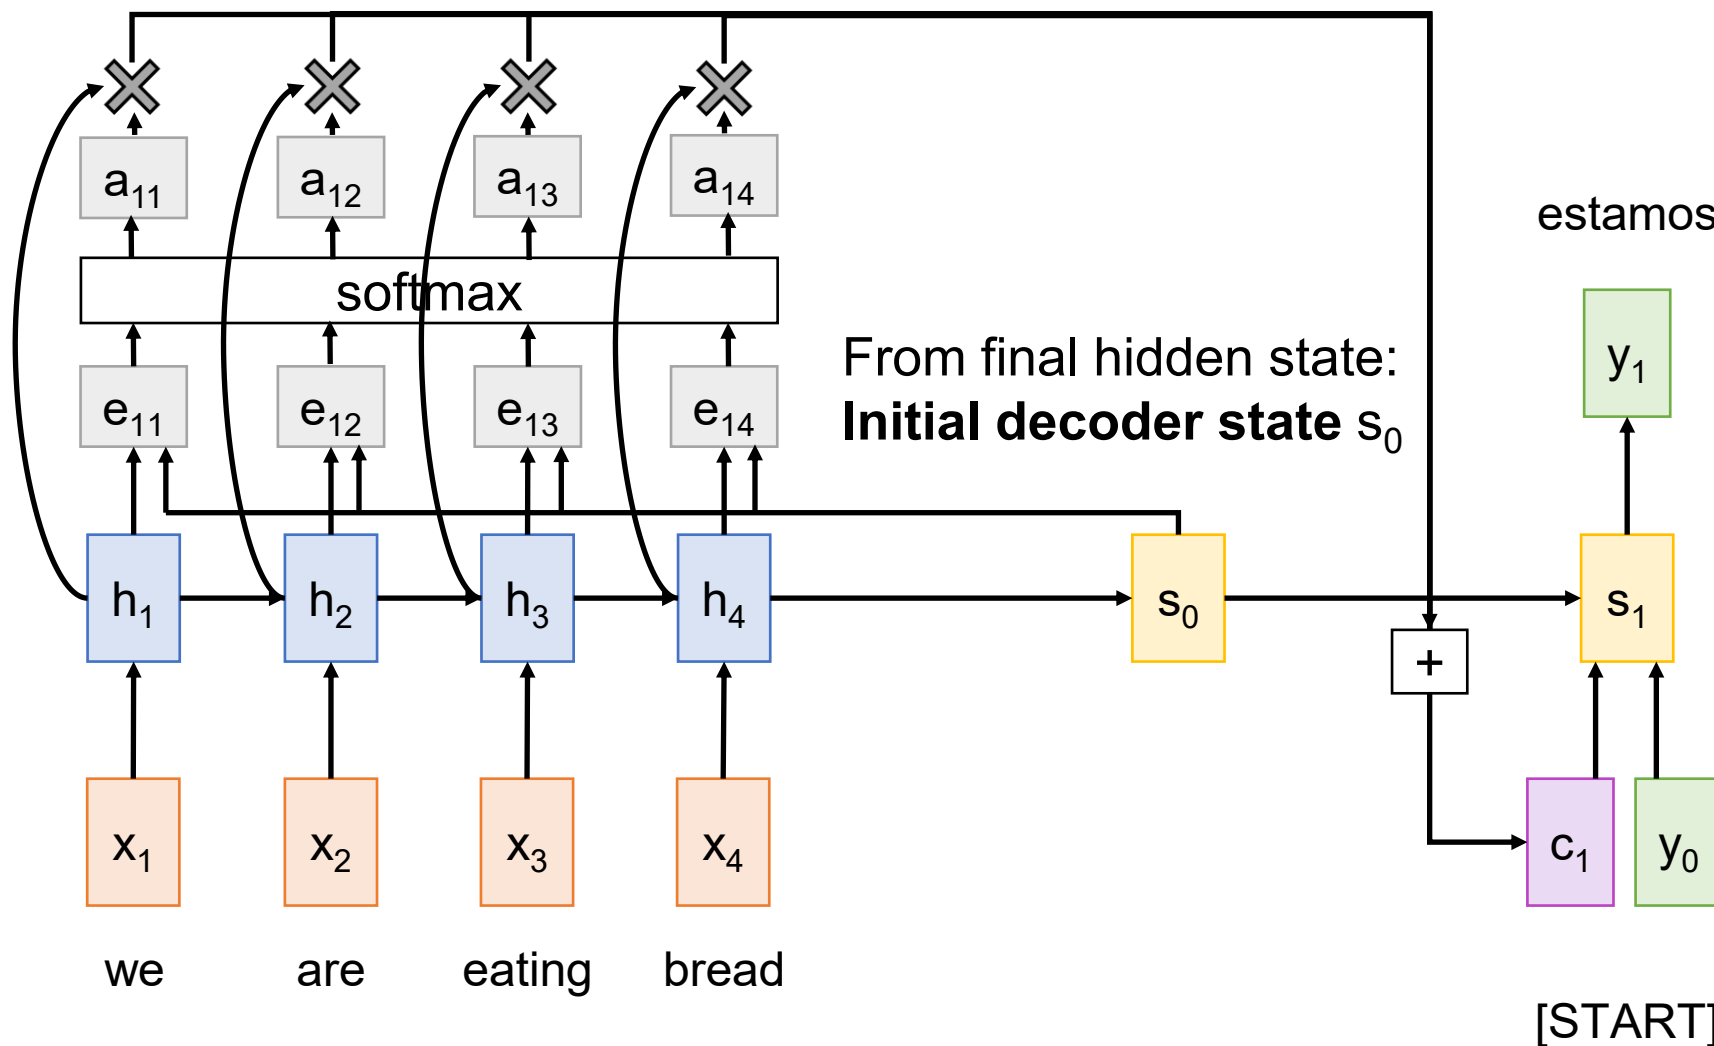 a₁₁ a₁₂ a₁₃ a₁₄
estamos
softmax
From final hidden state:
Initial decoder state s₀
y₁
e₁₁ e₁₂ e₁₃ e₁₄
h₁ h₂ h₃ h₄ s₀ s₁
+
x₁ x₂ x₃ x₄ c₁ y₀
we are eating bread
[START]